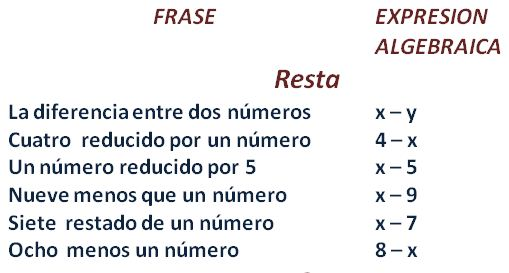 FRASE EXPRESION
ALGEBRAICA
Resta
La diferencia entre dos números x – y
Cuatro reducido por un número 4 – x
Un número reducido por 5 x – 5
Nueve menos que un número x – 9
Siete restado de un número x – 7
Ocho menos un número 8 – x